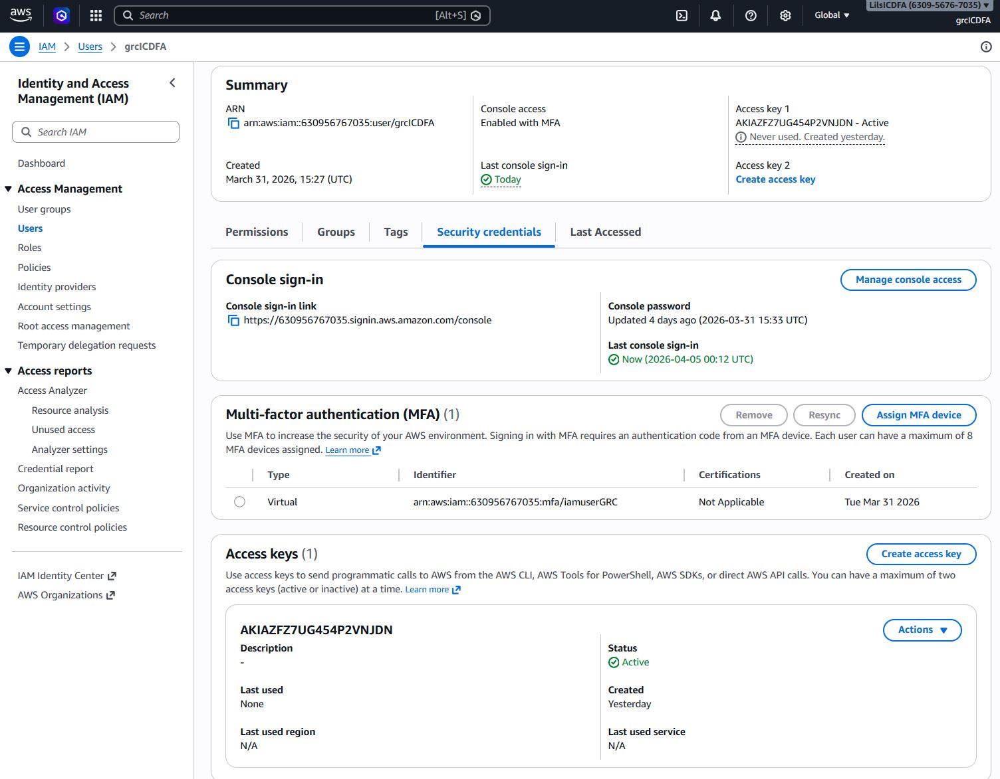 aws
Search
[Alt+S]
Global
LilsICDFA (6309-5676-7035)
grcICDFA
IAM
Users
grcICDFA
Identity and Access
Management (IAM)
Search IAM
Dashboard
Access Management
User groups
Users
Roles
Policies
Identity providers
Account settings
Root access management
Temporary delegation requests
Access reports
Access Analyzer
Resource analysis
Unused access
Analyzer settings
Credential report
Organization activity
Service control policies
Resource control policies
IAM Identity Center
AWS Organizations
Summary
ARN
arn:aws:iam::630956767035:user/grcICDFA
Created
March 31, 2026, 15:27 (UTC)
Console access
Enabled with MFA
Last console sign-in
Today
Access key 1
AKIAZFZ7UG454P2VNJDN - Active
Never used. Created yesterday.
Access key 2
Create access key
Permissions
Groups
Tags
Security credentials
Last Accessed
Console sign-in
Manage console access
Console sign-in link
https://630956767035.signin.aws.amazon.com/console
Console password
Updated 4 days ago (2026-03-31 15:33 UTC)
Last console sign-in
Now (2026-04-05 00:12 UTC)
Multi-factor authentication (MFA) (1)
Remove
Resync
Assign MFA device
Use MFA to increase the security of your AWS environment. Signing in with MFA requires an authentication code from an MFA device. Each user can have a maximum of 8
MFA devices assigned. Learn more
Type
Identifier
Certifications
Created on
Virtual
arn:aws:iam::630956767035:mfa/iamuserGRC
Not Applicable
Tue Mar 31 2026
Access keys (1)
Create access key
Use access keys to send programmatic calls to AWS from the AWS CLI, AWS Tools for PowerShell, AWS SDKs, or direct AWS API calls. You can have a maximum of two
access keys (active or inactive) at a time. Learn more
AKIAZFZ7UG454P2VNJDN
Actions
Description
-
Status
Active
Last used
None
Created
Yesterday
Last used region
N/A
Last used service
N/A